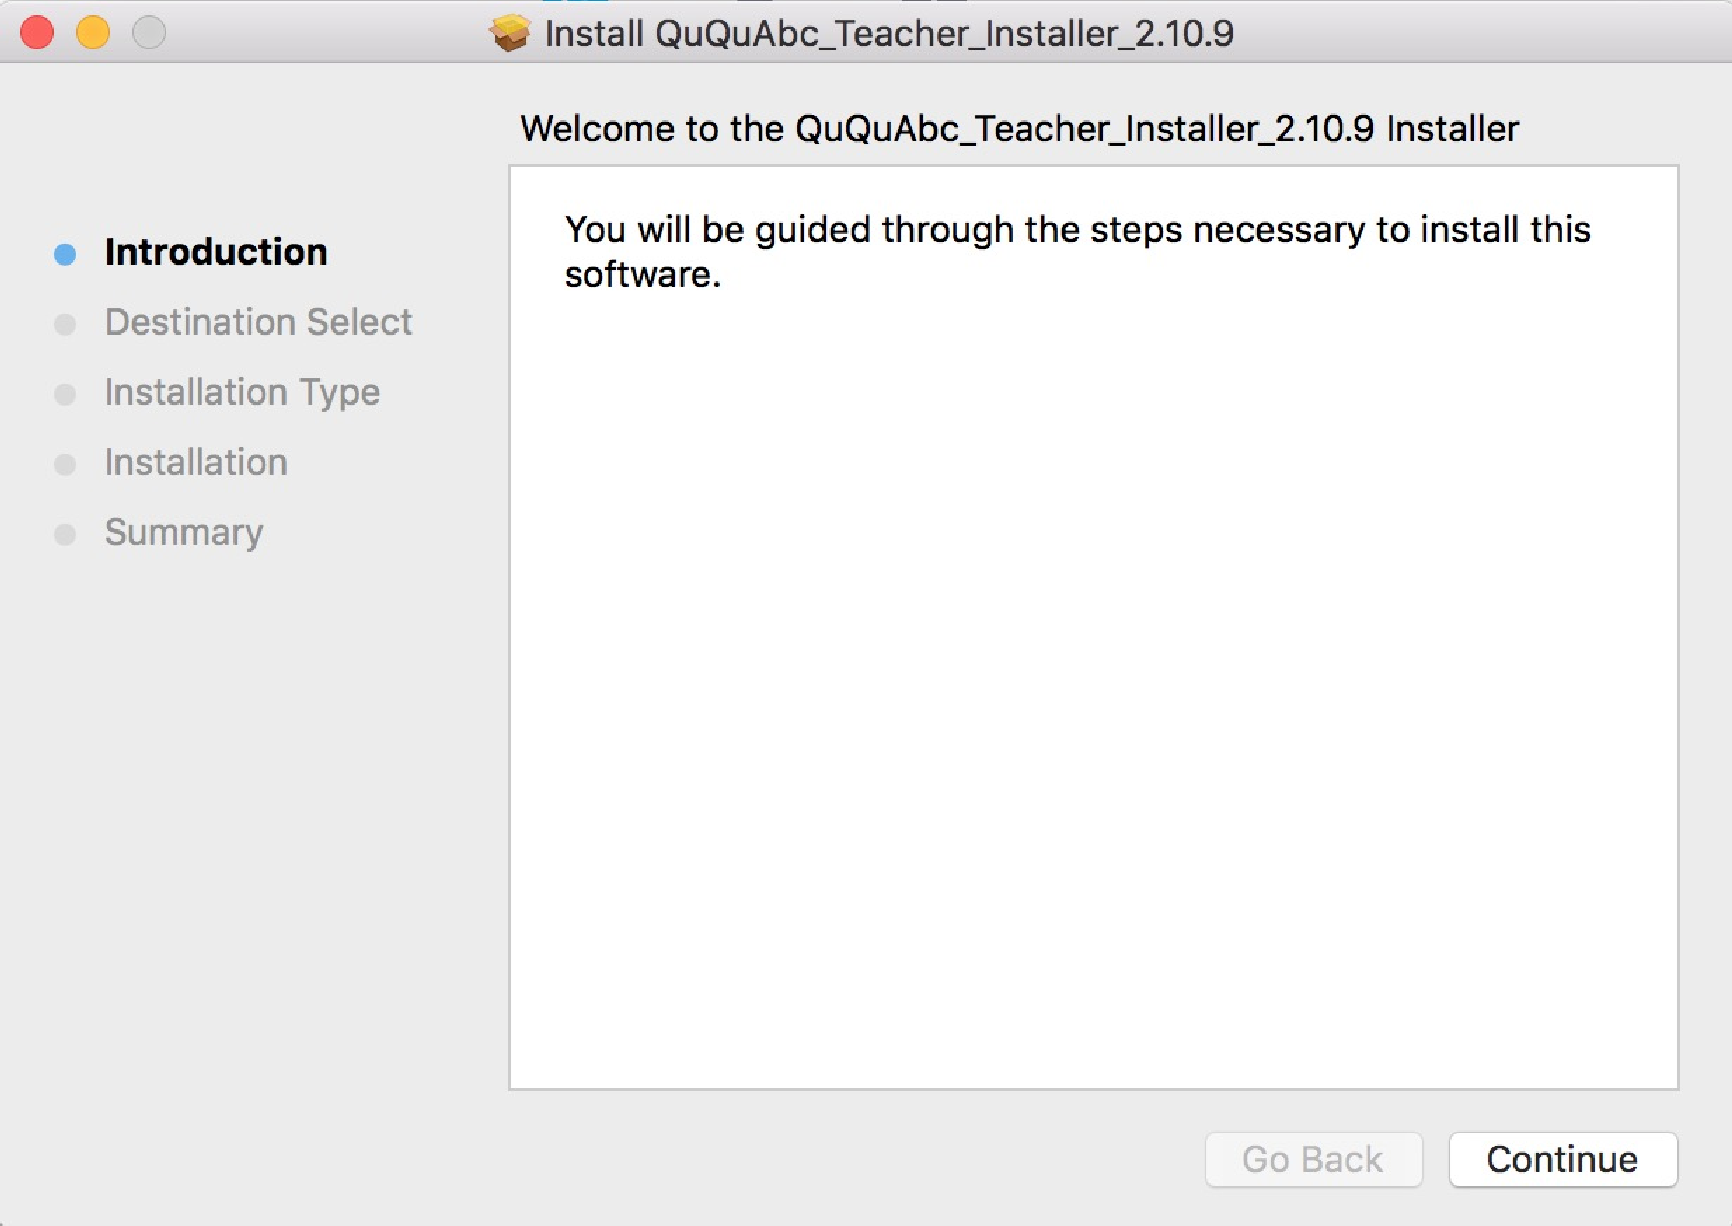 Install QuQuAbc_Teacher_Installer_2.10.9
Welcome to the QuQuAbc_Teacher_Installer_2.10.9 Installer
Introduction
Destination Select
Installation Type
Installation
Summary
You will be guided through the steps necessary to install this
software.
Go Back
Continue